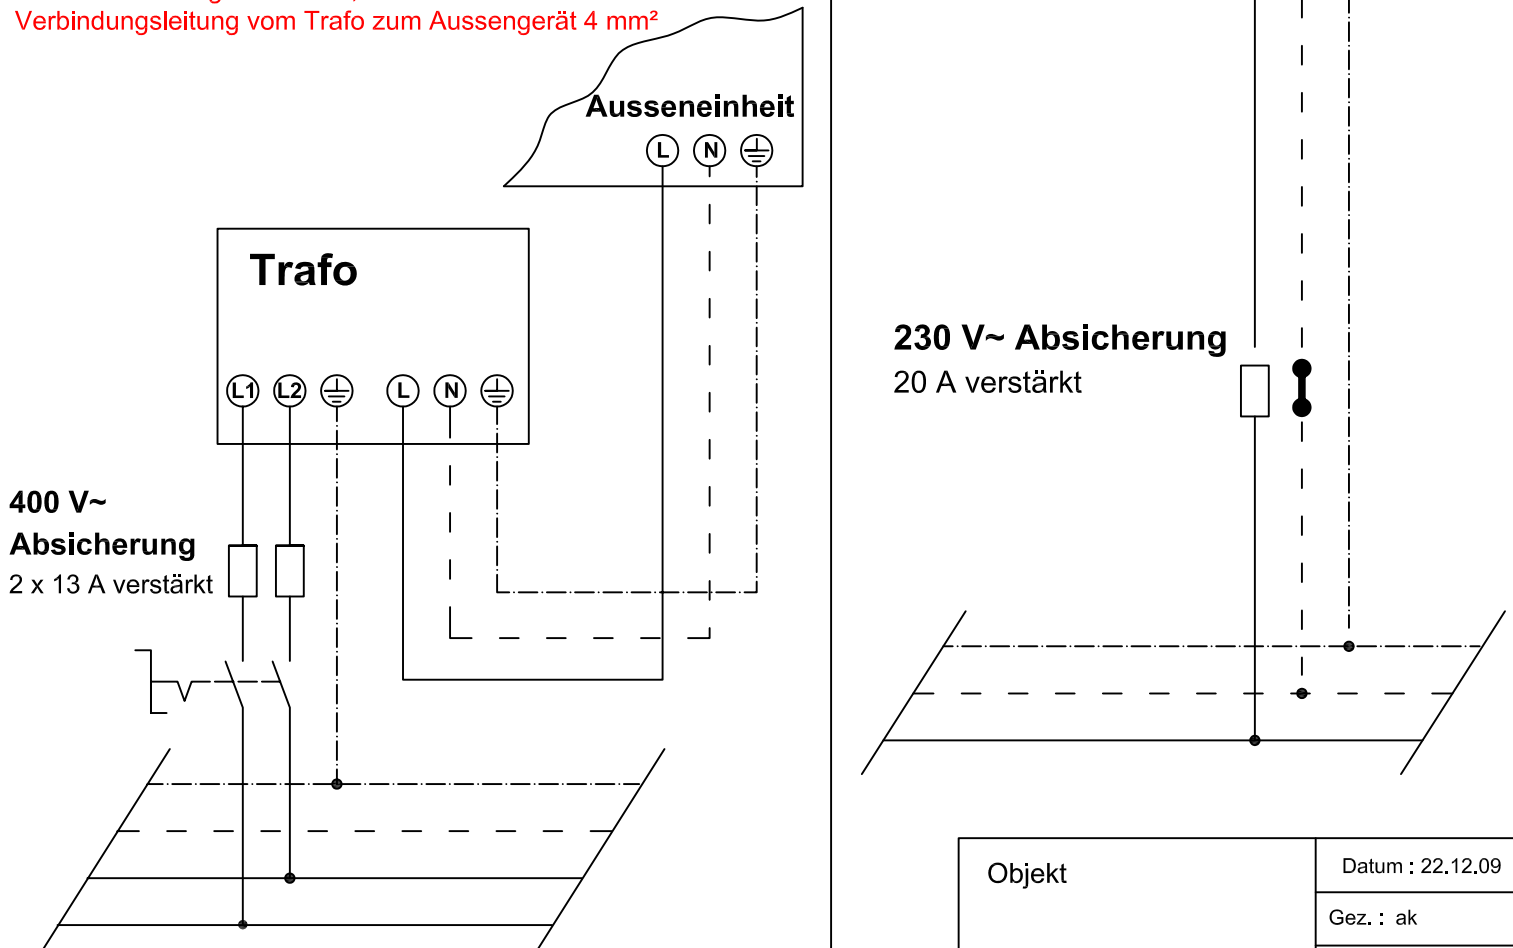 Verbindungsleitung vom Trafo zum Aussengerät 4 mm²
Ausseneinheit
L N
Trafo
L1 L2 L N
400 V~
Absicherung
2 x 13 A verstärkt
230 V~ Absicherung
20 A verstärkt
Objekt
Datum : 22.12.09
Gez. : ak